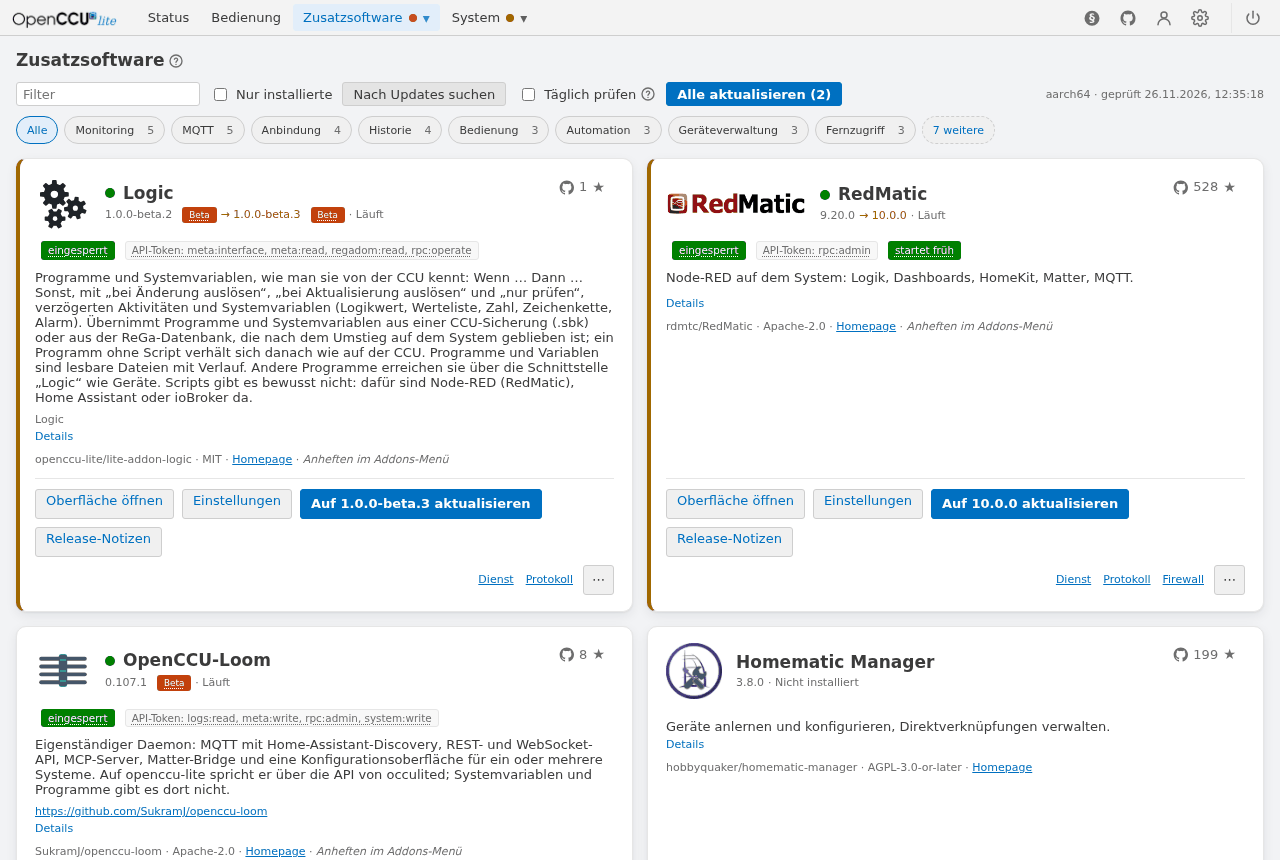 OpenCCU lite Status Bedienung Zusatzsoftware ▼ System ▼
Zusatzsoftware
Filter Nur installierte Nach Updates suchen Täglich prüfen Alle aktualisieren (2) aarch64 · geprüft 26.11.2026, 12:35:18
Alle Monitoring 5 MQTT 5 Anbindung 4 Historie 4 Bedienung 3 Automation 3 Geräteverwaltung 3 Fernzugriff 3 7 weitere
Logic
1 ★
1.0.0-beta.2 Beta → 1.0.0-beta.3 Beta · Läuft
eingesperrt API-Token: meta:interface, meta:read, regadom:read, rpc:operate
Programme und Systemvariablen, wie man sie von der CCU kennt: Wenn … Dann …
Sonst, mit „bei Änderung auslösen“, „bei Aktualisierung auslösen“ und „nur prüfen“,
verzögerten Aktivitäten und Systemvariablen (Logikwert, Werteliste, Zahl, Zeichenkette,
Alarm). Übernimmt Programme und Systemvariablen aus einer CCU-Sicherung (.sbk)
oder aus der ReGa-Datenbank, die nach dem Umstieg auf dem System geblieben ist; ein
Programm ohne Script verhält sich danach wie auf der CCU. Programme und Variablen
sind lesbare Dateien mit Verlauf. Andere Programme erreichen sie über die Schnittstelle
„Logic“ wie Geräte. Scripts gibt es bewusst nicht: dafür sind Node-RED (RedMatic),
Home Assistant oder ioBroker da.
Logic
Details
openccu-lite/lite-addon-logic · MIT · Homepage · Anheften im Addons-Menü
Oberfläche öffnen Einstellungen Auf 1.0.0-beta.3 aktualisieren
Release-Notizen
Dienst Protokoll ···
RedMatic RedMatic
528 ★
9.20.0 → 10.0.0 · Läuft
eingesperrt API-Token: rpc:admin startet früh
Node-RED auf dem System: Logik, Dashboards, HomeKit, Matter, MQTT.
Details
rdmtc/RedMatic · Apache-2.0 · Homepage · Anheften im Addons-Menü
Oberfläche öffnen Einstellungen Auf 10.0.0 aktualisieren
Release-Notizen
Dienst Protokoll Firewall ···
OpenCCU-Loom
8 ★
0.107.1 Beta · Läuft
eingesperrt API-Token: logs:read, meta:write, rpc:admin, system:write
Eigenständiger Daemon: MQTT mit Home-Assistant-Discovery, REST- und WebSocket-
API, MCP-Server, Matter-Bridge und eine Konfigurationsoberfläche für ein oder mehrere
Systeme. Auf openccu-lite spricht er über die API von occulited; Systemvariablen und
Programme gibt es dort nicht.
https://github.com/SukramJ/openccu-loom
Details
SukramJ/openccu-loom · Apache-2.0 · Homepage · Anheften im Addons-Menü
Homematic Manager
199 ★
3.8.0 · Nicht installiert
Geräte anlernen und konfigurieren, Direktverknüpfungen verwalten.
Details
hobbyquaker/homematic-manager · AGPL-3.0-or-later · Homepage